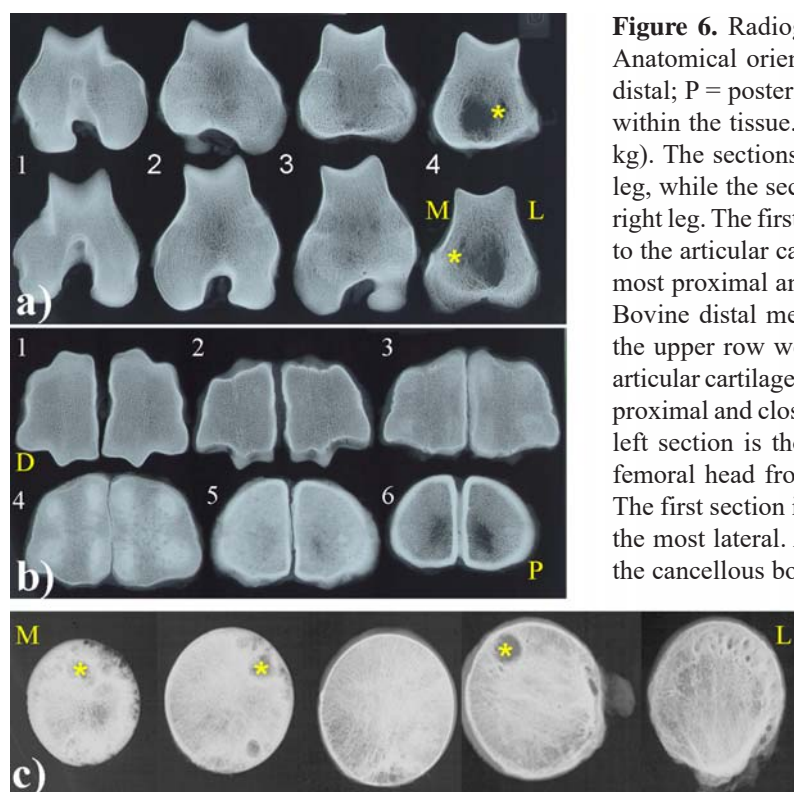 Figure 6. Radiog
Anatomical orien
distal; P = poster
within the tissue.
kg). The sections
leg, while the sec
right leg. The first
to the articular ca
most proximal an
Bovine distal me
the upper row we
articular cartilage
proximal and clos
left section is the
femoral head fro
The first section i
the most lateral.
the cancellous bo
1 2 3 4
M L
* *
a)
1 2 3
D
4 5 6
P
b)
M L
* * *
c)